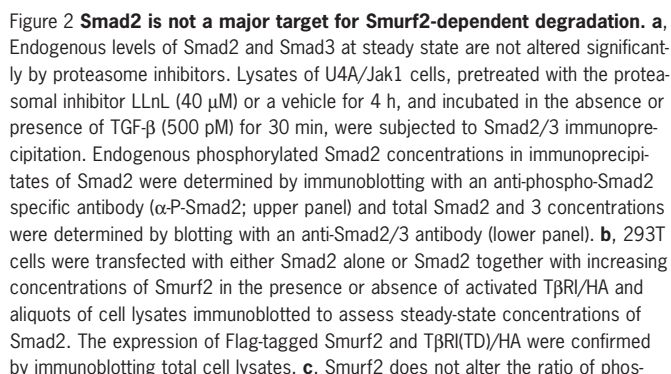 Figure 2 Smad2 is not a major target for Smurf2-dependent degradation. a,
Endogenous levels of Smad2 and Smad3 at steady state are not altered significant-
ly by proteasome inhibitors. Lysates of U4A/Jak1 cells, pretreated with the protea-
somal inhibitor LLnL (40 μM) or a vehicle for 4 h, and incubated in the absence or
presence of TGF-β (500 pM) for 30 min, were subjected to Smad2/3 immunopre-
cipitation. Endogenous phosphorylated Smad2 concentrations in immunoprecipi-
tates of Smad2 were determined by immunoblotting with an anti-phospho-Smad2
specific antibody (α-P-Smad2; upper panel) and total Smad2 and 3 concentrations
were determined by blotting with an anti-Smad2/3 antibody (lower panel). b, 293T
cells were transfected with either Smad2 alone or Smad2 together with increasing
concentrations of Smurf2 in the presence or absence of activated TβRI/HA and
aliquots of cell lysates immunoblotted to assess steady-state concentrations of
Smad2. The expression of Flag-tagged Smurf2 and TβRI(TD)/HA were confirmed
by immunoblotting total cell lysates. c, Smurf2 does not alter the ratio of phos-